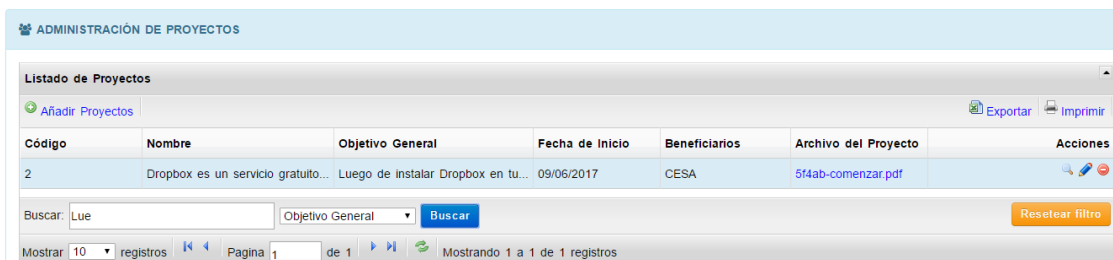 ADMINISTRACIÓN DE PROYECTOS
Listado de Proyectos
Añadir Proyectos Exportar Imprimir
Código Nombre Objetivo General Fecha de Inicio Beneficiarios Archivo del Proyecto Acciones
2 Dropbox es un servicio gratuito... Luego de instalar Dropbox en tu... 09/06/2017 CESA 5f4ab-comenzar.pdf
Buscar: Lue Objetivo General Buscar Resetear filtro
Mostrar 10 registros Pagina 1 de 1 Mostrando 1 a 1 de 1 registros